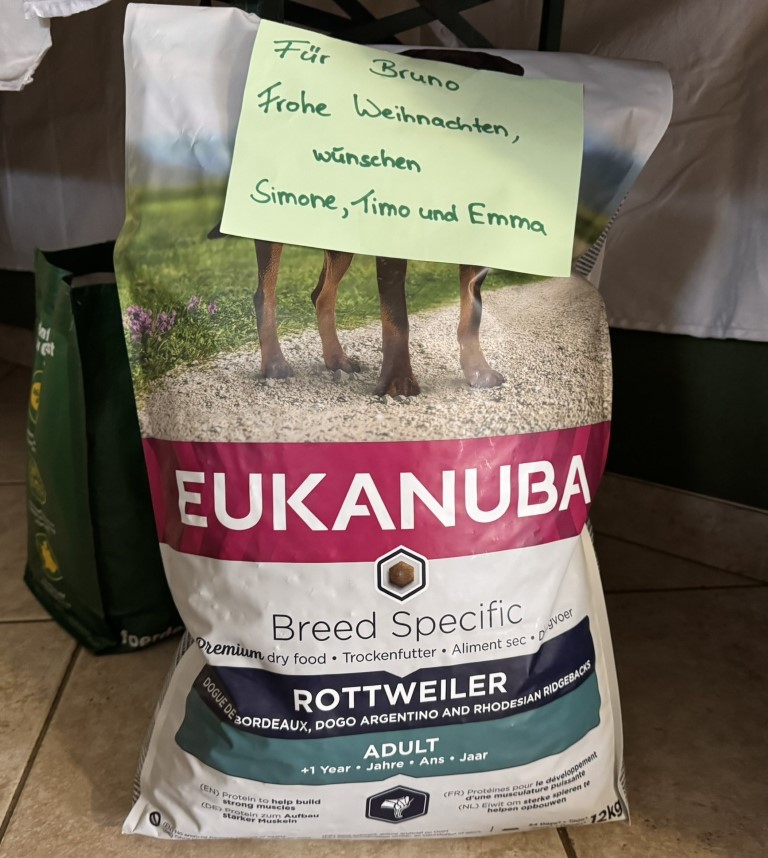 Für Bruno
Frohe Weihnachten,
wünschen
Simone, Timo und Emma
EUKANUBA
Breed Specific
Premium dry food • Trockenfutter • Aliment sec •
ROTTWEILER
DOGUE DE BORDEAUX, DOGO ARGENTINO AND RHODESIAN RIDGEBACKS
ADULT
+1 Year • Jahre • Ans • Jaar
(EN) Protein to help build
strong muscles
(DE) Protein zum Aufbau
starker Muskeln
(FR) Protéines pour le développement
d'une musculature puissante
(NL) Eiwit om sterke spieren te
helpen opbouwen
12kg